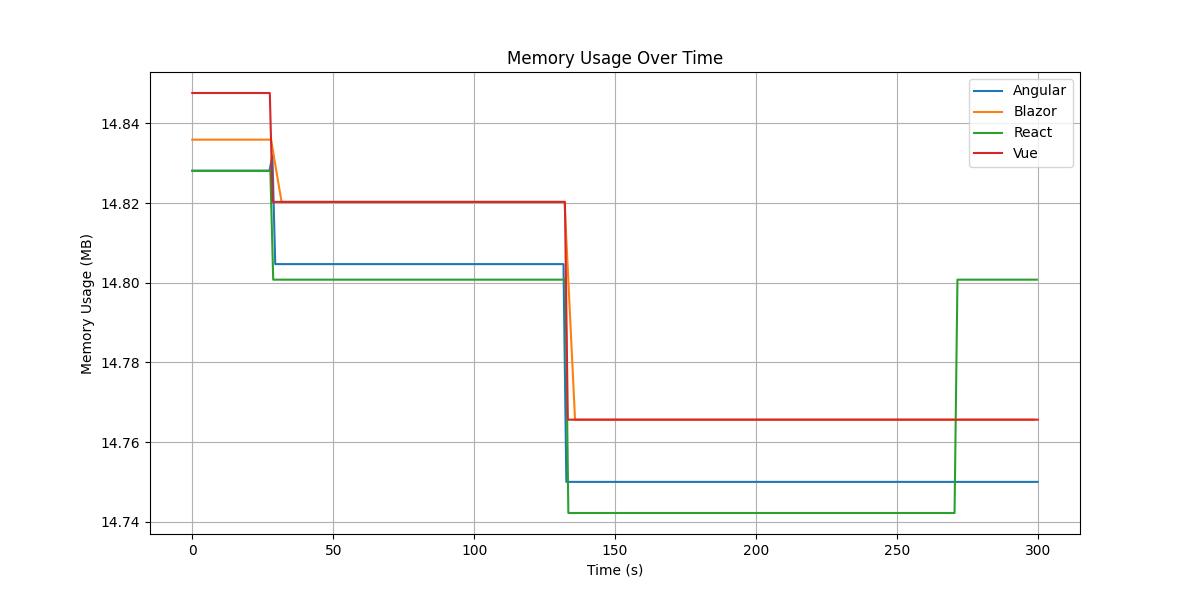 Memory Usage Over Time
Memory Usage (MB)
14.84
14.82
14.80
14.78
14.76
14.74
Angular
Blazor
React
Vue
0 50 100 150 200 250 300
Time (s)